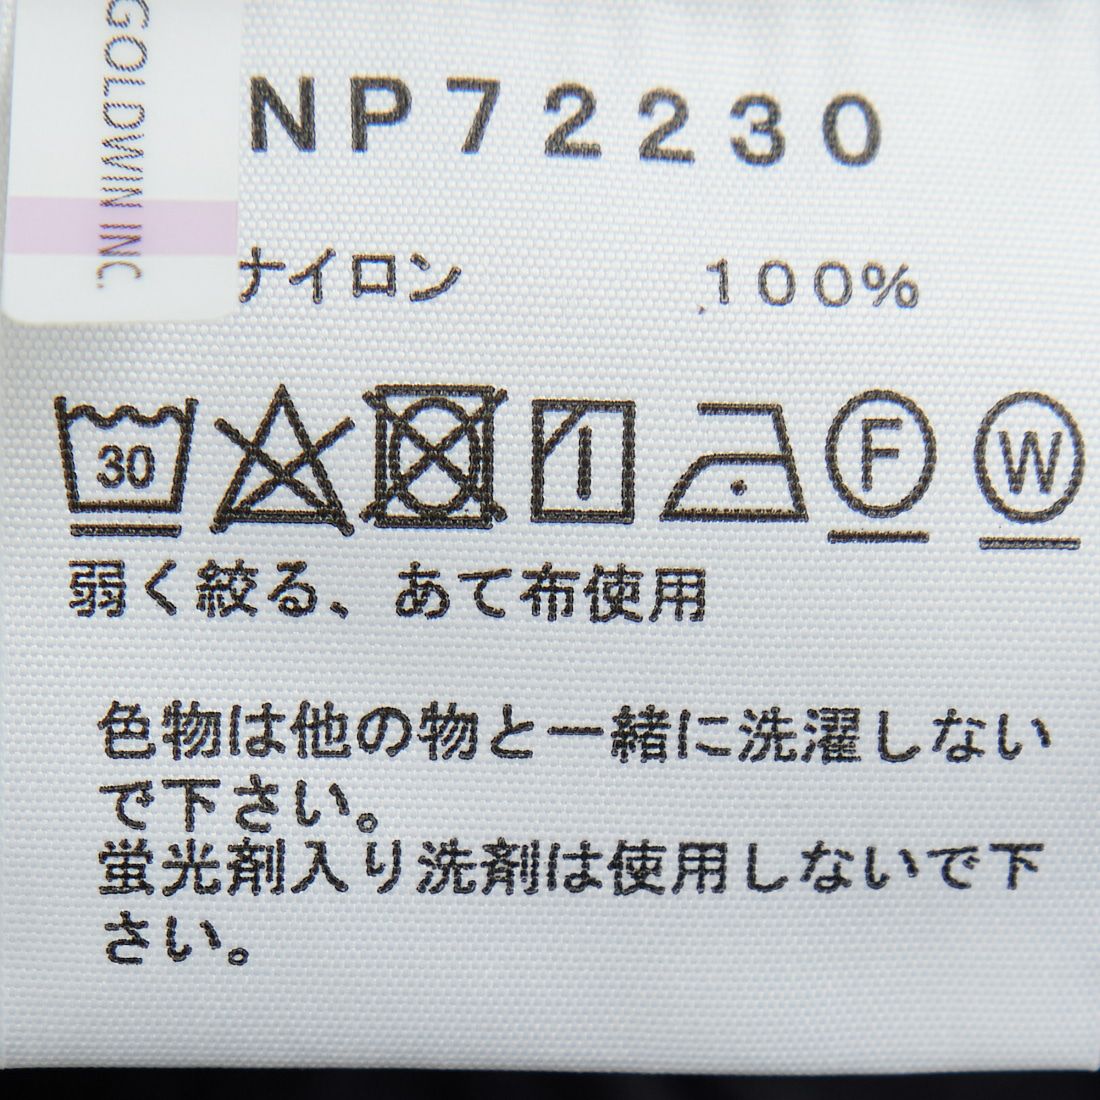 GOLDWIN INC.
NP72230
ナイロン 100%
30 F W
弱く絞る、あて布使用
色物は他の物と一緒に洗濯しない
で下さい。
蛍光剤入り洗剤は使用しないで下
さい。